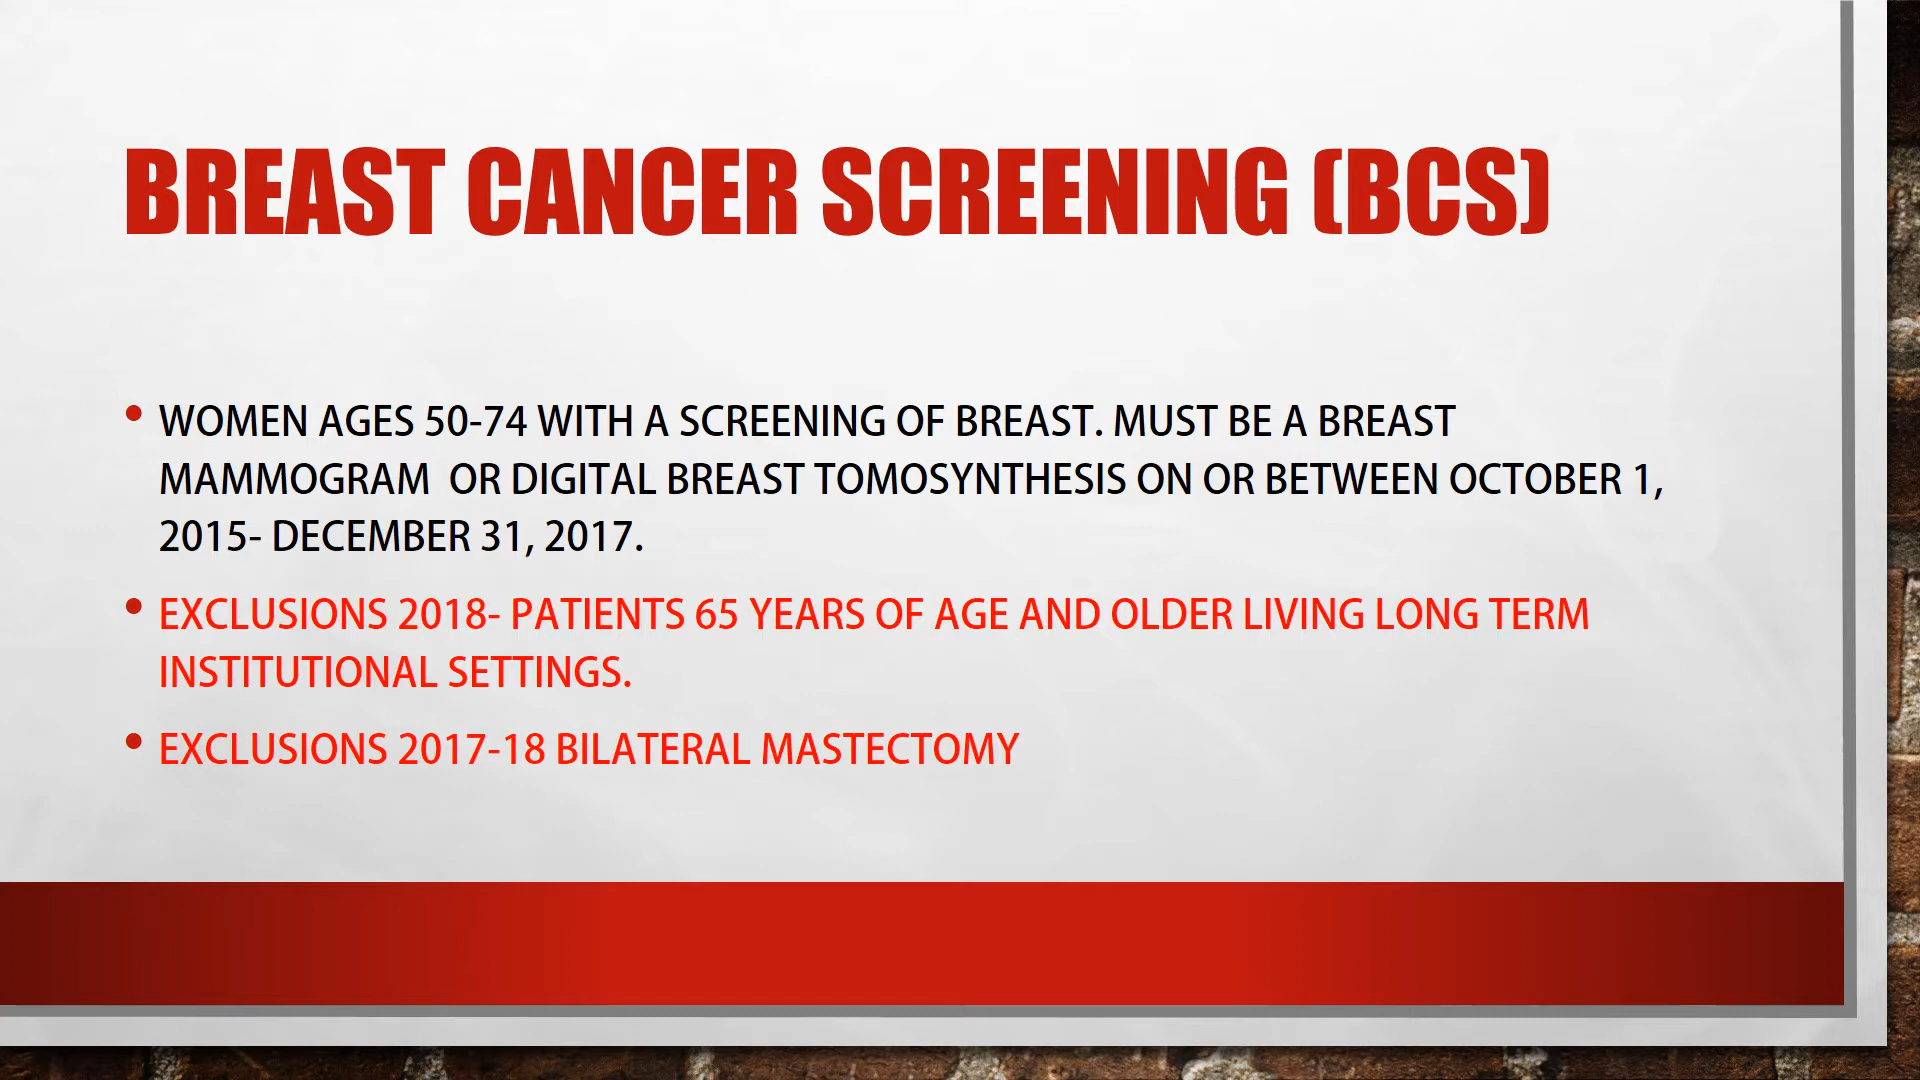 BREAST CANCER SCREENING (BCS)
• WOMEN AGES 50-74 WITH A SCREENING OF BREAST. MUST BE A BREAST
MAMMOGRAM OR DIGITAL BREAST TOMOSYNTHESIS ON OR BETWEEN OCTOBER 1,
2015- DECEMBER 31, 2017.
• EXCLUSIONS 2018- PATIENTS 65 YEARS OF AGE AND OLDER LIVING LONG TERM
INSTITUTIONAL SETTINGS.
• EXCLUSIONS 2017-18 BILATERAL MASTECTOMY